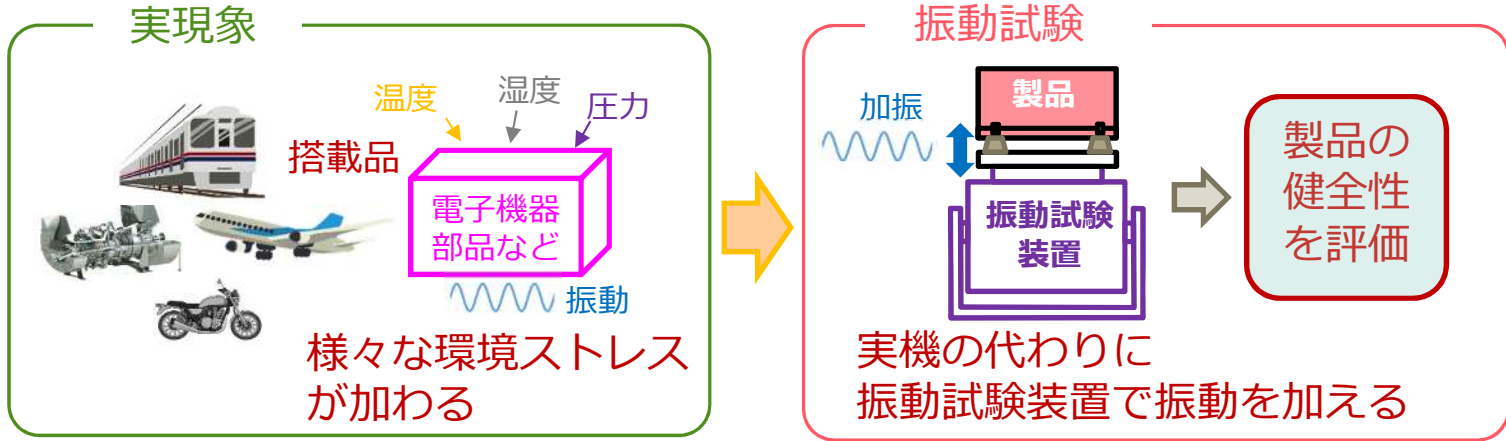 実現象
温度
湿度
圧力
搭載品
電子機器
部品など
振動
様々な環境ストレス
が加わる
振動試験
加振
製品
振動試験
装置
製品の
健全性
を評価
実機の代わりに
振動試験装置で振動を加える